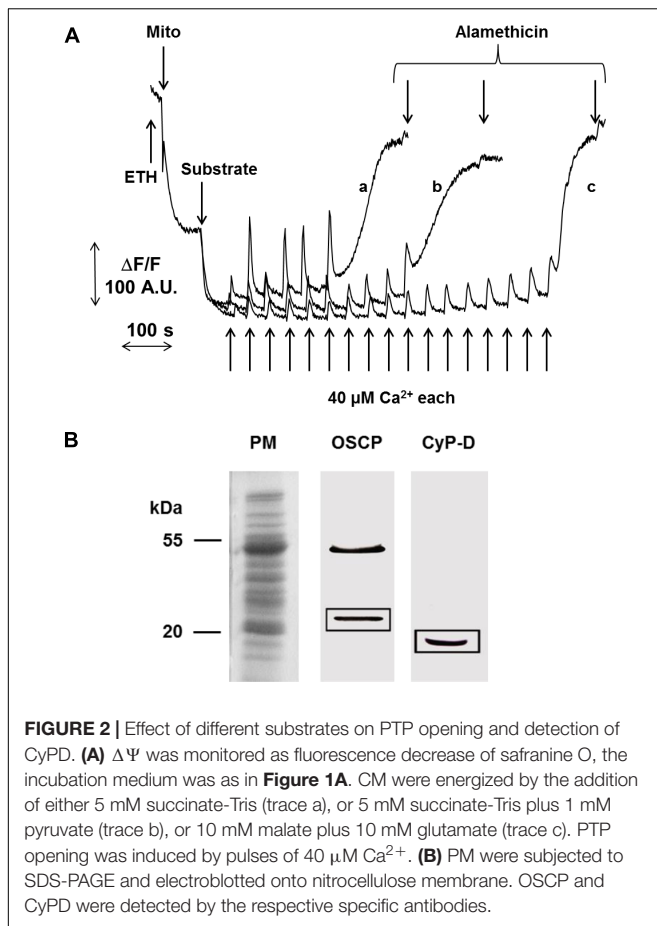 A
Mito
Alamethicin
ETH
Substrate
a
b
c
ΔF/F
100 A.U.
100 s
40 µM Ca²⁺ each
B
PM OSCP CyP-D
kDa
55
20
FIGURE 2 | Effect of different substrates on PTP opening and detection of
CyPD. (A) ΔΨ was monitored as fluorescence decrease of safranine O, the
incubation medium was as in Figure 1A. CM were energized by the addition
of either 5 mM succinate-Tris (trace a), or 5 mM succinate-Tris plus 1 mM
pyruvate (trace b), or 10 mM malate plus 10 mM glutamate (trace c). PTP
opening was induced by pulses of 40 µM Ca²⁺. (B) PM were subjected to
SDS-PAGE and electroblotted onto nitrocellulose membrane. OSCP and
CyPD were detected by the respective specific antibodies.